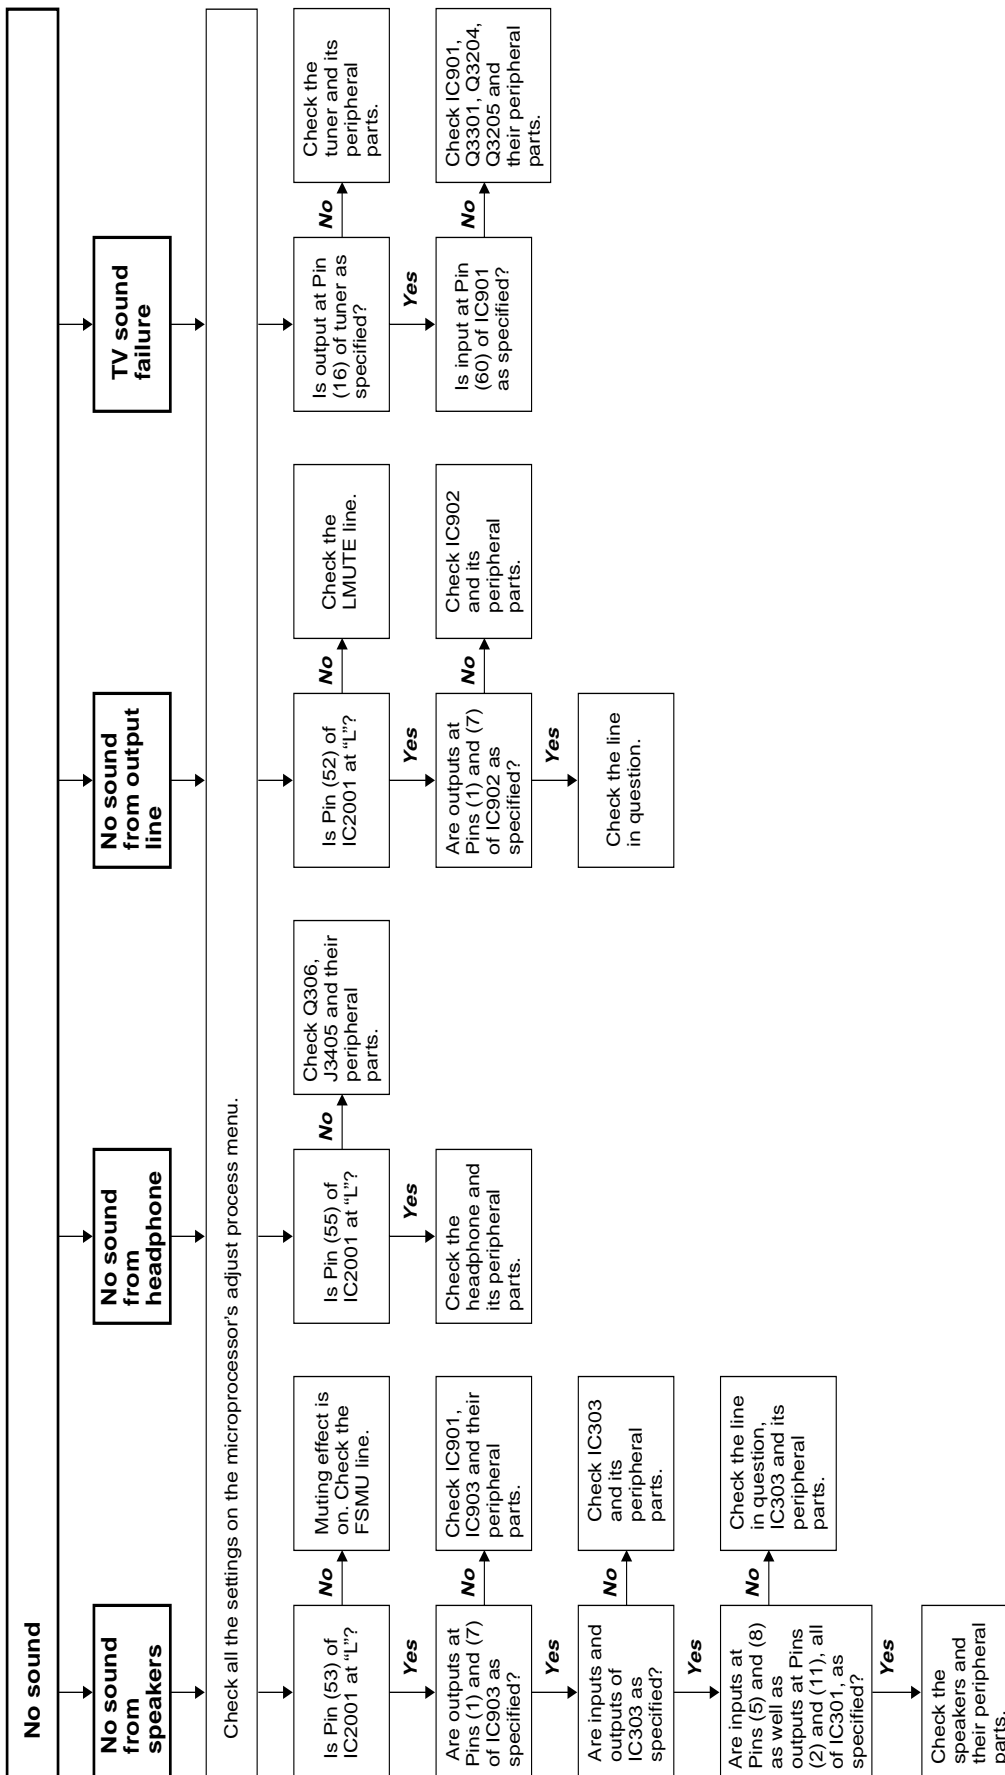 No sound
No sound
from
speakers
No sound
from
headphone
No sound
from output
line
TV sound
failure
Check all the settings on the microprocessor's adjust process menu.
Is Pin (53) of
IC2001 at “L”?
No
Muting effect is
on. Check the
FSMU line.
Yes
Are outputs at
Pins (1) and (7)
of IC903 as
specified?
No
Check IC901,
IC903 and their
peripheral
parts.
Yes
Are inputs and
outputs of
IC303 as
specified?
No
Check IC303
and its
peripheral
parts.
Yes
Are inputs at
Pins (5) and (8)
as well as
outputs at Pins
(2) and (11), all
of IC301, as
specified?
No
Check the line
in question,
IC303 and its
peripheral
parts.
Yes
Check the
speakers and
their peripheral
parts.
Is Pin (55) of
IC2001 at “L”?
No
Check Q306,
J3405 and their
peripheral
parts.
Yes
Check the
headphone and
its peripheral
parts.
Is Pin (52) of
IC2001 at “L”?
No
Check the
LMUTE line.
Yes
Are outputs at
Pins (1) and (7)
of IC902 as
specified?
No
Check IC902
and its
peripheral
parts.
Yes
Check the line
in question.
Is output at Pin
(16) of tuner as
specified?
No
Check the
tuner and its
peripheral
parts.
Yes
Is input at Pin
(60) of IC901
as specified?
No
Check IC901,
Q3301, Q3204,
Q3205 and
their peripheral
parts.